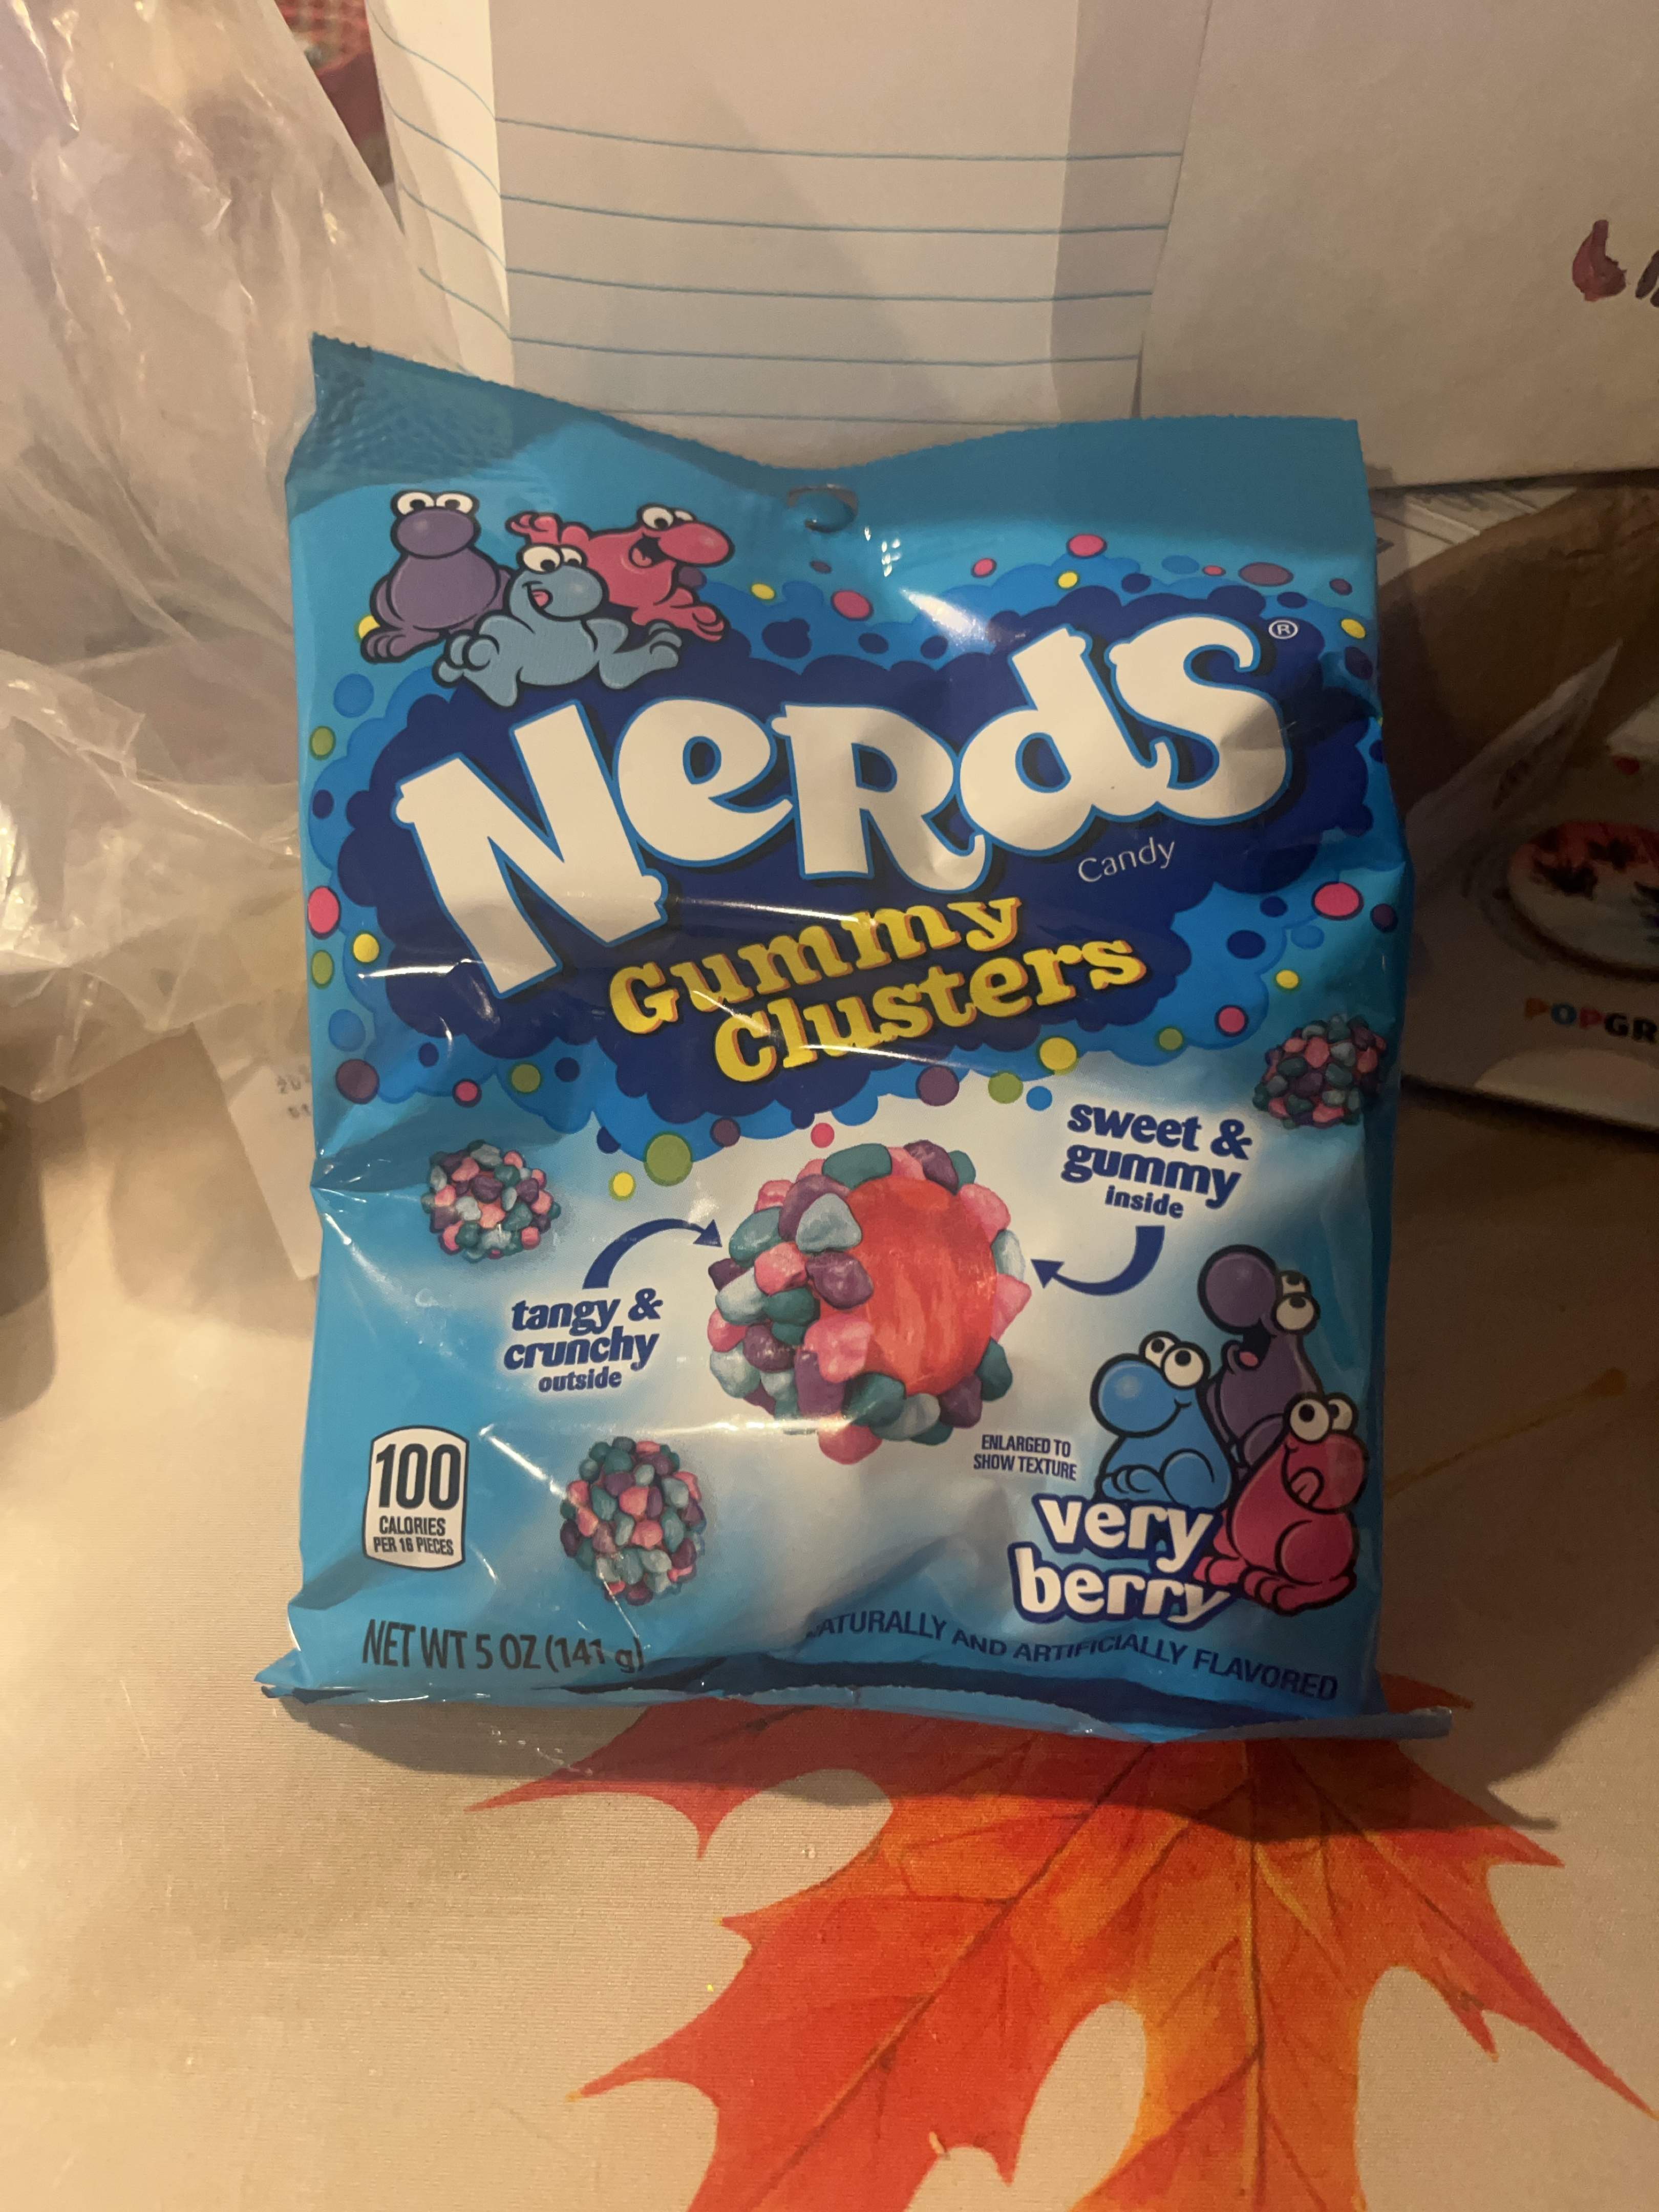 Nerds®
Candy
Gummy
Clusters
sweet &
gummy
inside
tangy &
crunchy
outside
ENLARGED TO
SHOW TEXTURE
100
CALORIES
PER 16 PIECES
very
berry
NET WT 5 OZ (141 g)
NATURALLY AND ARTIFICIALLY FLAVORED
POPGR